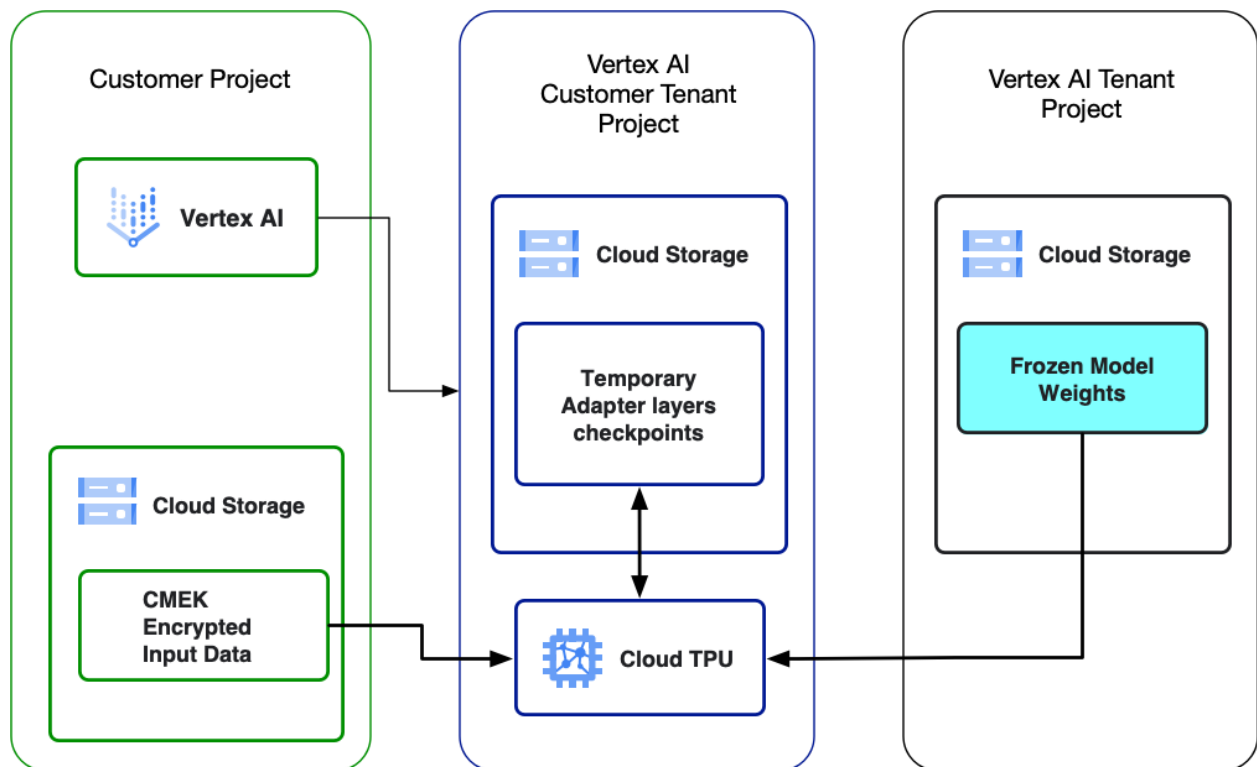 Customer Project
Vertex AI
Cloud Storage
CMEK
Encrypted
Input Data
Vertex AI
Customer Tenant
Project
Cloud Storage
Temporary
Adapter layers
checkpoints
Cloud TPU
Vertex AI Tenant
Project
Cloud Storage
Frozen Model
Weights